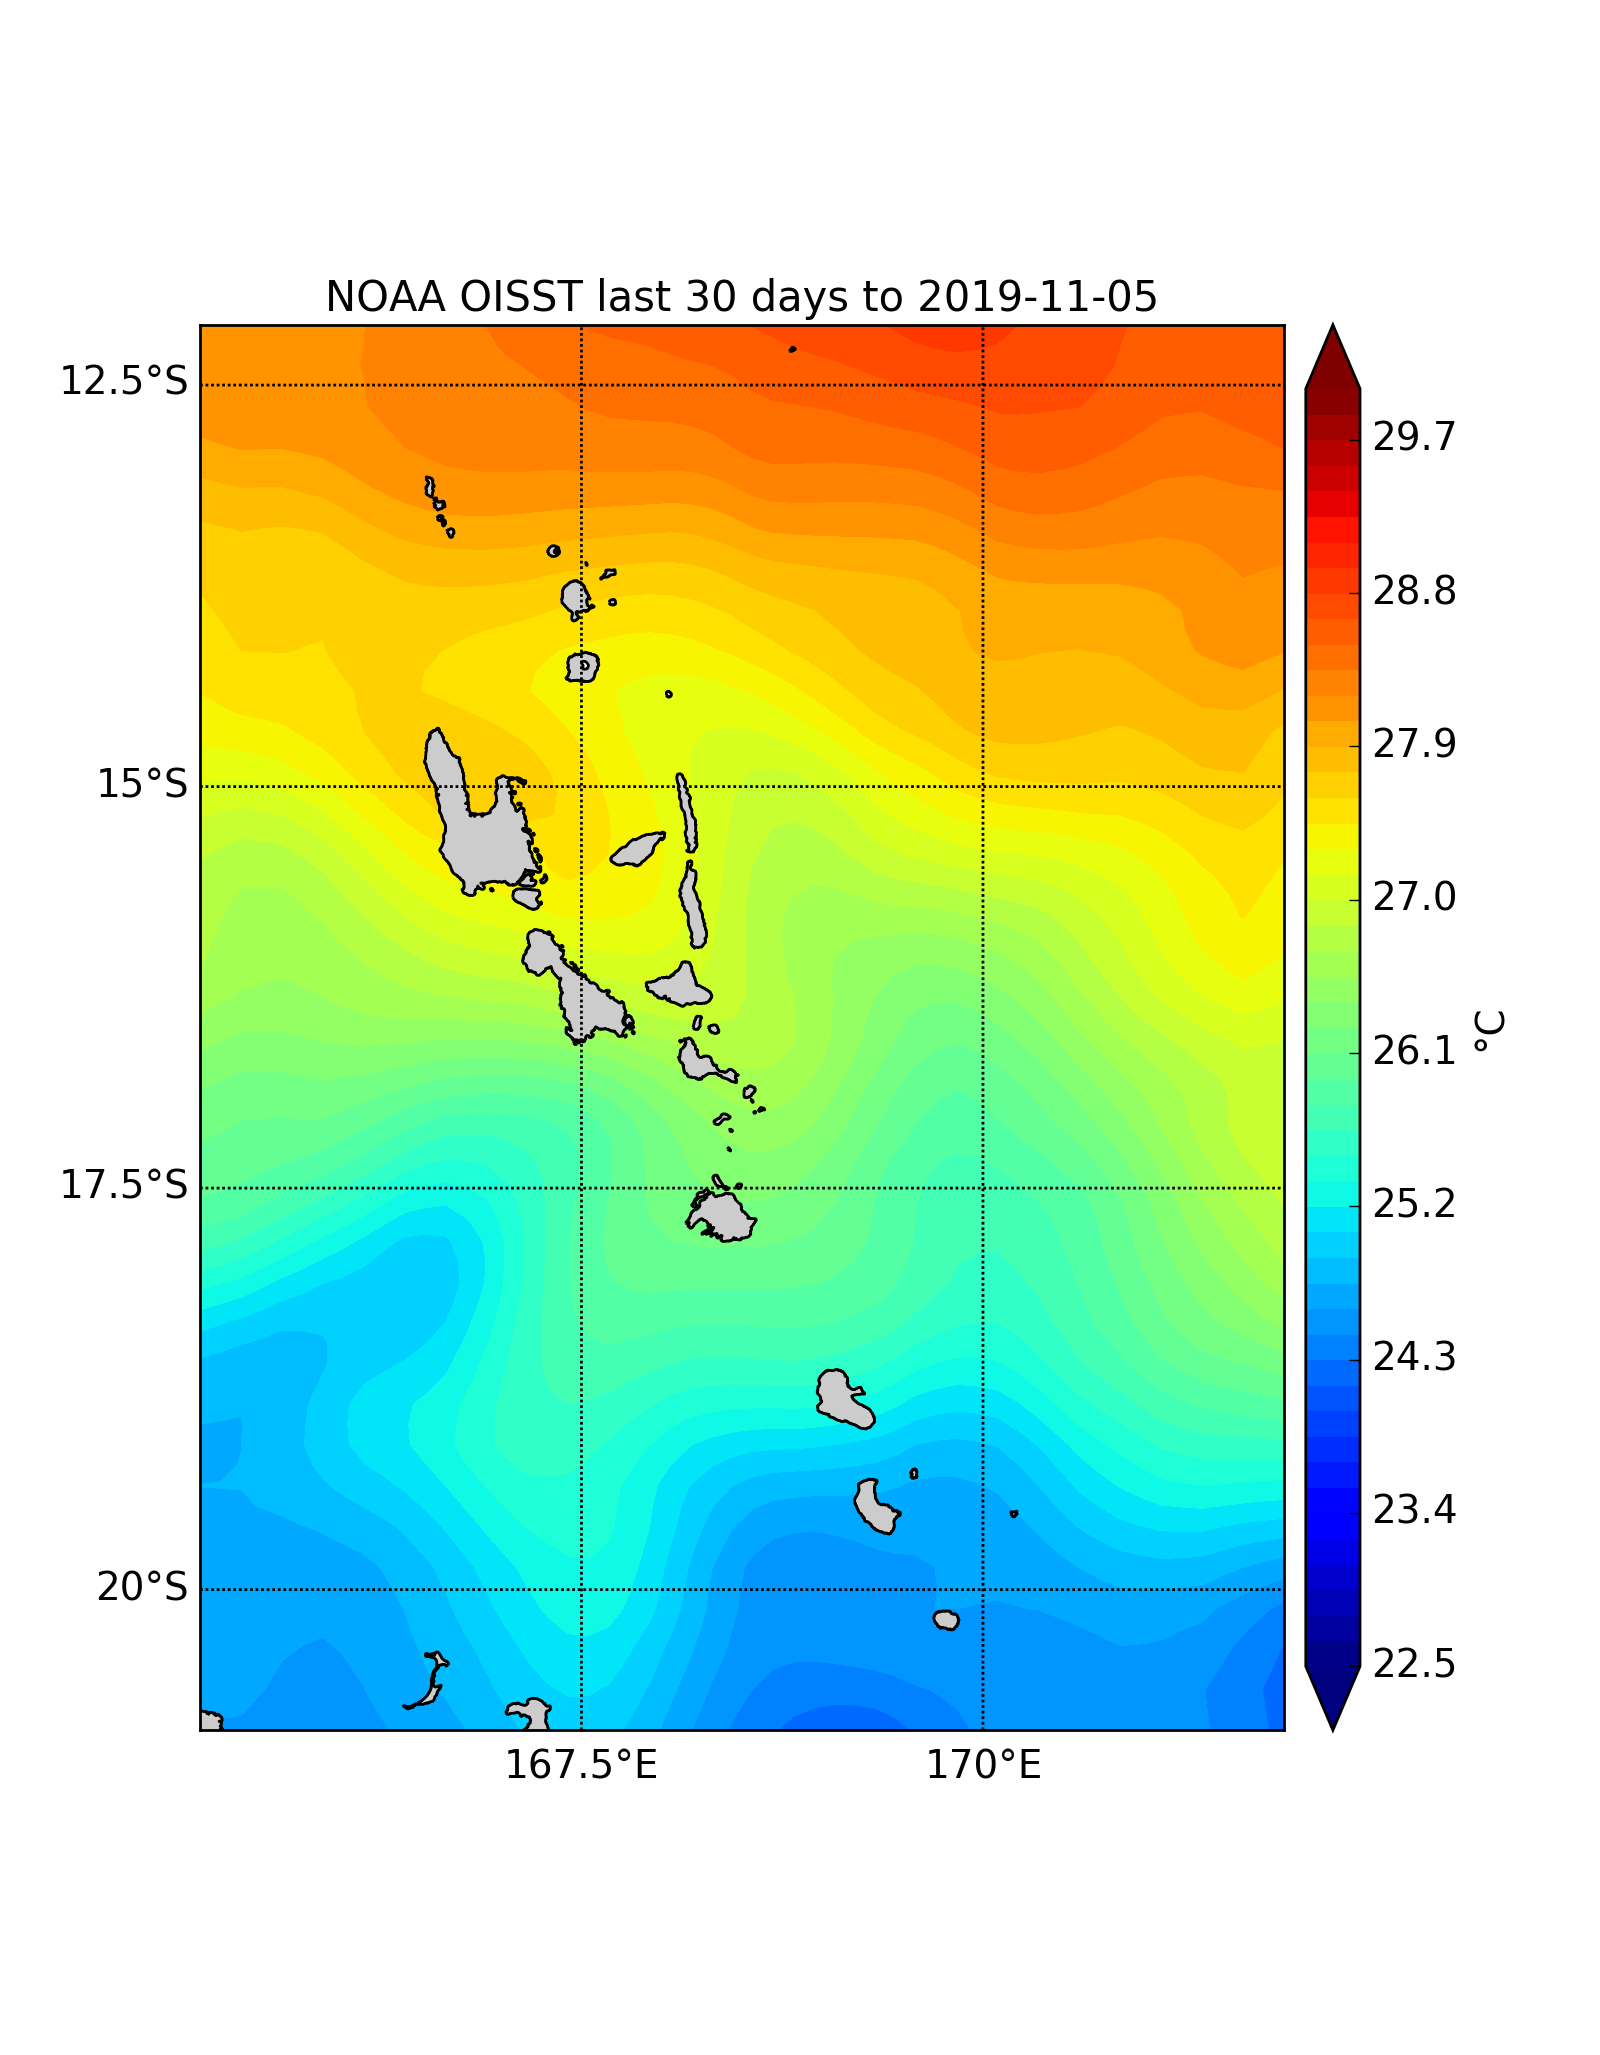 NOAA OISST last 30 days to 2019-11-05
12.5°S
15°S
17.5°S
20°S
167.5°E
170°E
29.7
28.8
27.9
27.0
26.1
25.2
24.3
23.4
22.5
°C